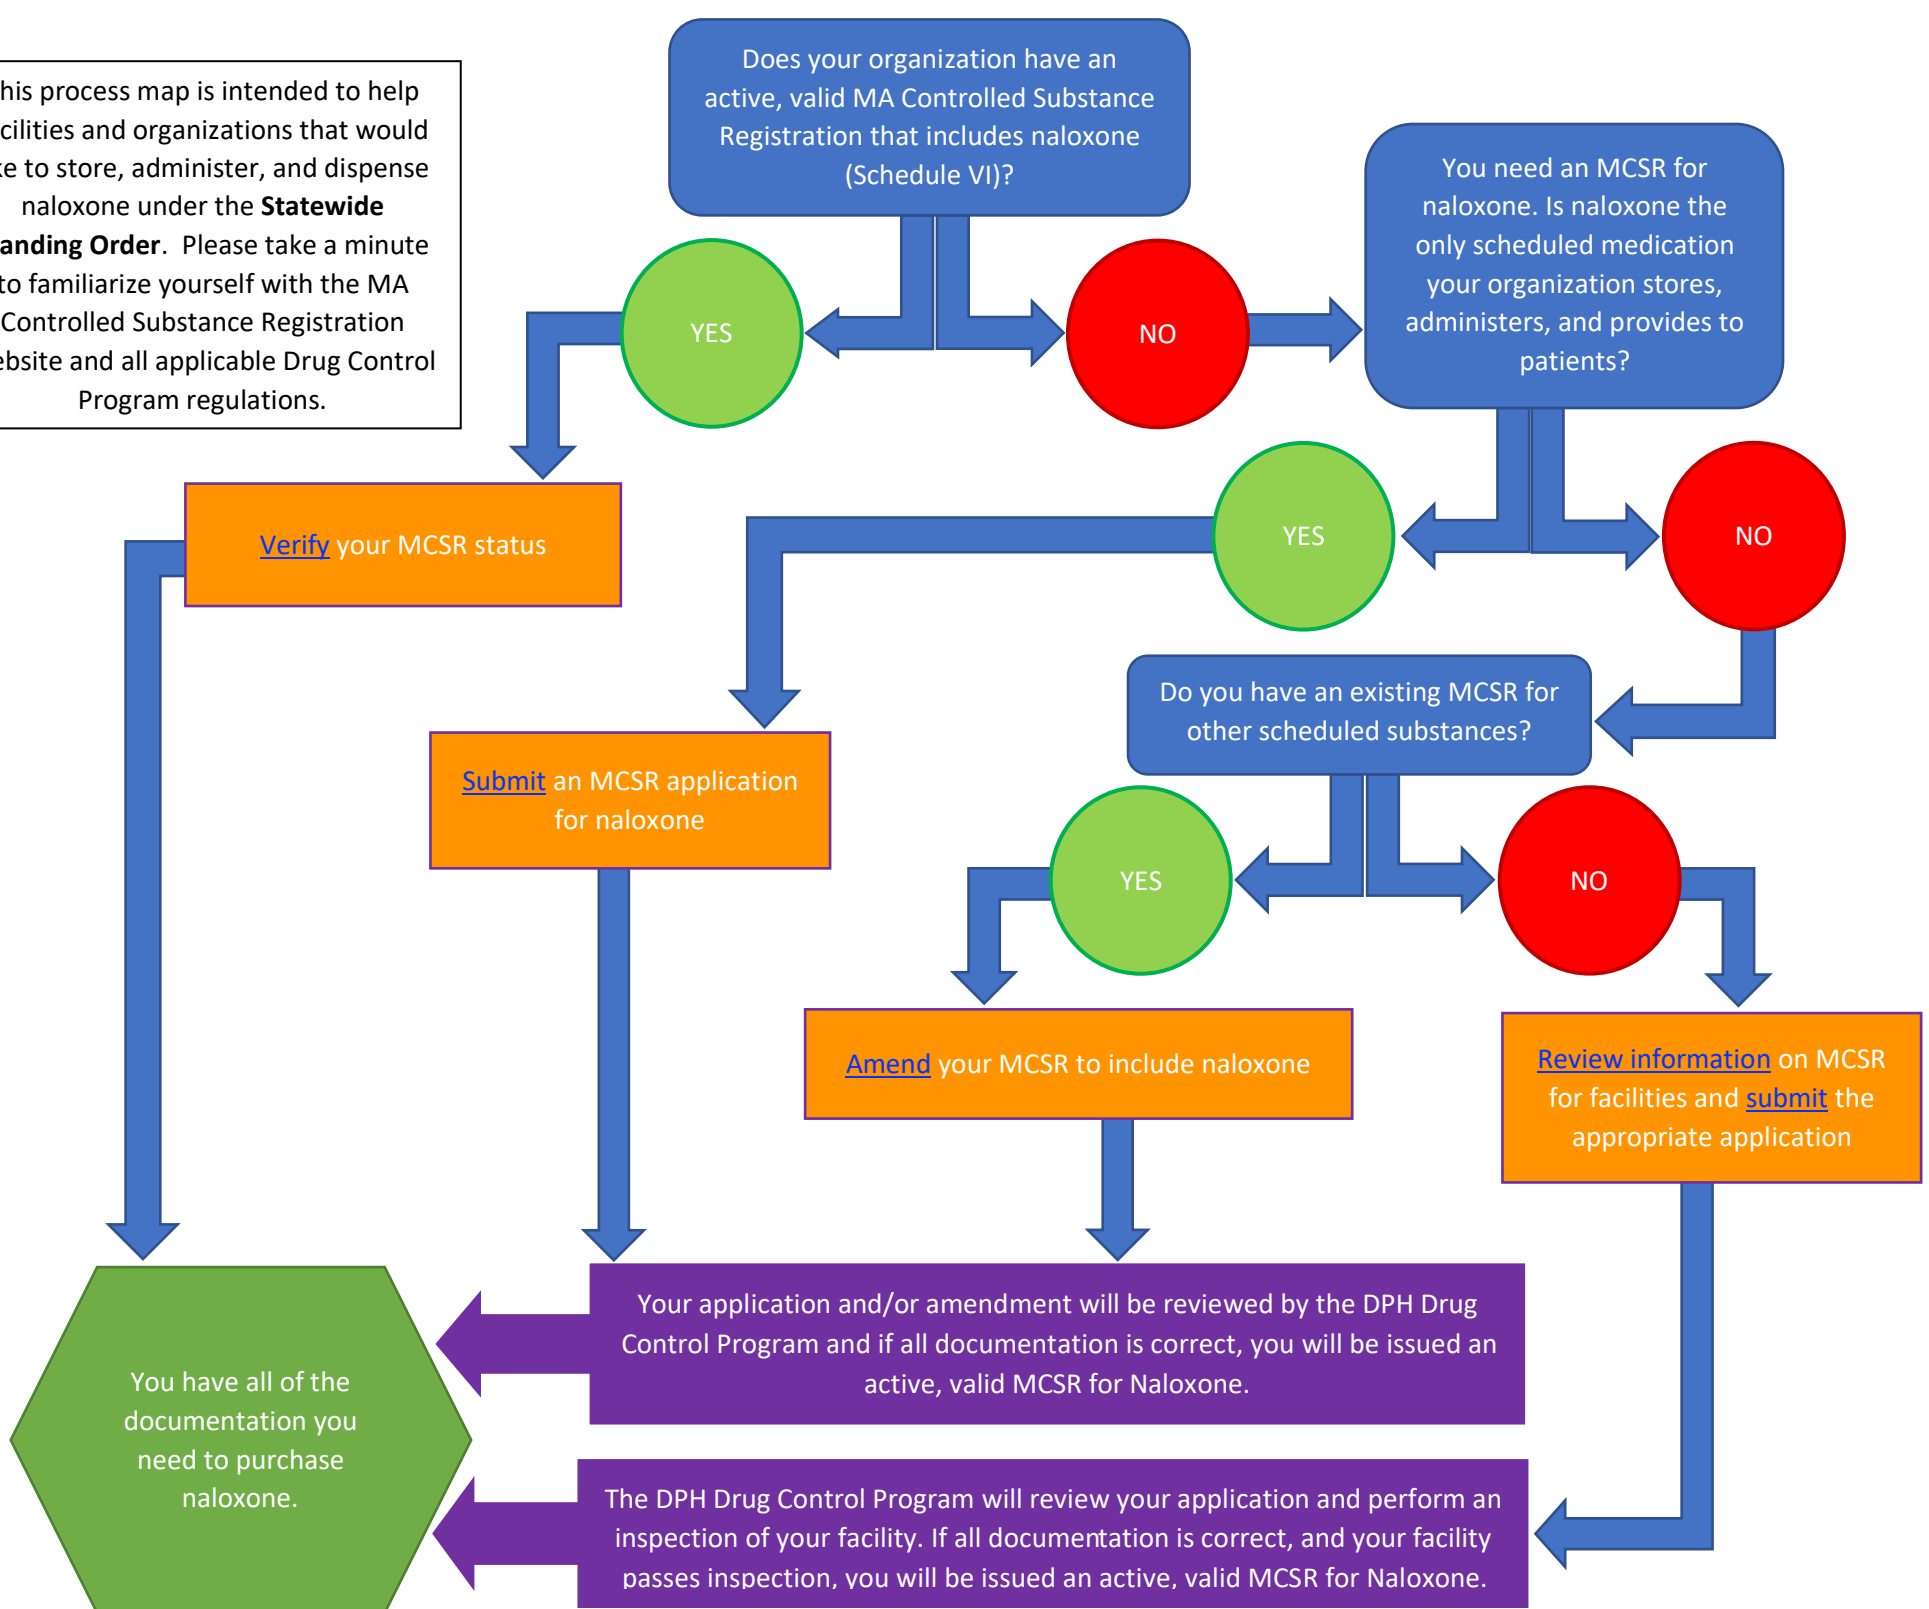 his process map is intended to help
cilities and organizations that would
ke to store, administer, and dispense
naloxone under the Statewide
anding Order. Please take a minute
to familiarize yourself with the MA
Controlled Substance Registration
ebsite and all applicable Drug Control
Program regulations.
Does your organization have an
active, valid MA Controlled Substance
Registration that includes naloxone
(Schedule VI)?
You need an MCSR for
naloxone. Is naloxone the
only scheduled medication
your organization stores,
administers, and provides to
patients?
YES
NO
Verify your MCSR status
YES
NO
Do you have an existing MCSR for
other scheduled substances?
Submit an MCSR application
for naloxone
YES
NO
Amend your MCSR to include naloxone
Review information on MCSR
for facilities and submit the
appropriate application
Your application and/or amendment will be reviewed by the DPH Drug
Control Program and if all documentation is correct, you will be issued an
active, valid MCSR for Naloxone.
You have all of the
documentation you
need to purchase
naloxone.
The DPH Drug Control Program will review your application and perform an
inspection of your facility. If all documentation is correct, and your facility
passes inspection, you will be issued an active, valid MCSR for Naloxone.